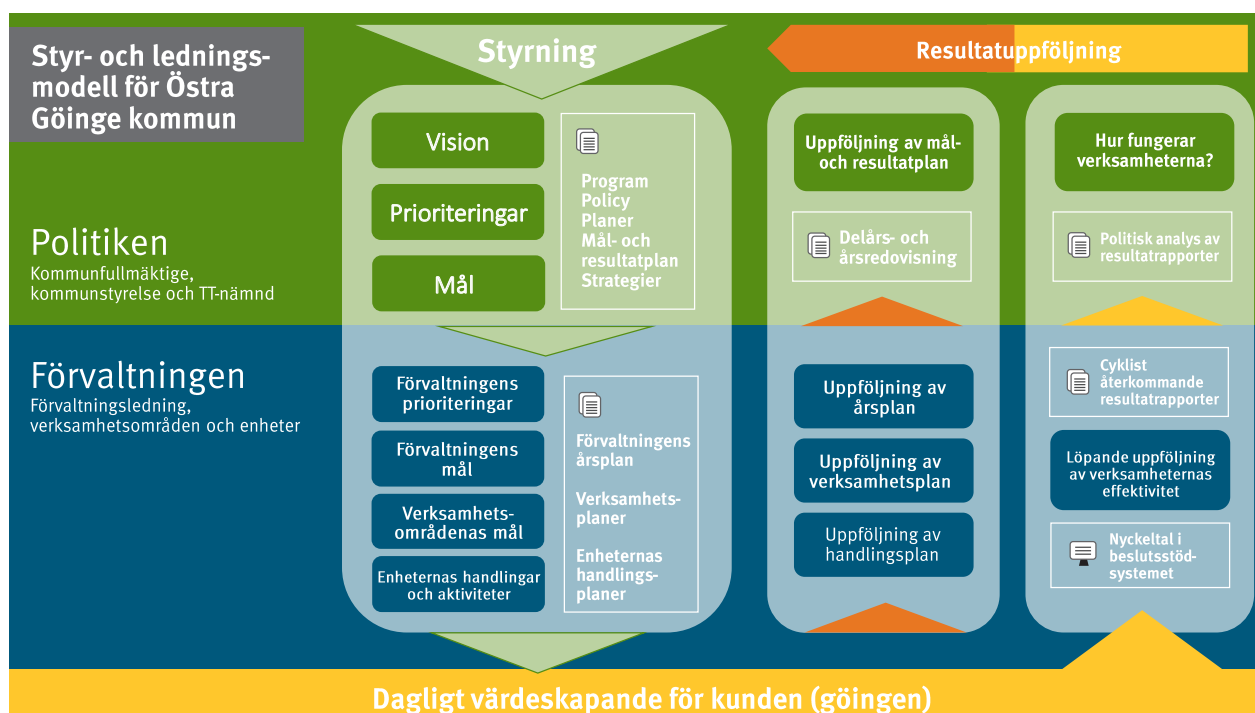 Styr- och lednings-
modell för Östra
Göinge kommun
Styrning
Resultatuppföljning
Politiken
Kommunfullmäktige,
kommunstyrelse och TT-nämnd
Vision
Prioriteringar
Mål
Program
Policy
Planer
Mål- och
resultatplan
Strategier
Uppföljning av mål-
och resultatplan
Delårs- och
årsredovisning
Hur fungerar
verksamheterna?
Politisk analys av
resultatrapporter
Förvaltningen
Förvaltningsledning,
verksamhetsområden och enheter
Förvaltningens
prioriteringar
Förvaltningens
mål
Verksamhets-
områdenas mål
Enheternas handlingar
och aktiviteter
Förvaltningens
årsplan
Verksamhets-
planer
Enheternas
handlings-
planer
Uppföljning av
årsplan
Uppföljning av
verksamhetsplan
Uppföljning av
handlingsplan
Cyklist
återkommande
resultatrapporter
Löpande uppföljning
av verksamheternas
effektivitet
Nyckeltal i
beslutsstöd-
systemet
Dagligt värdeskapande för kunden (göingen)